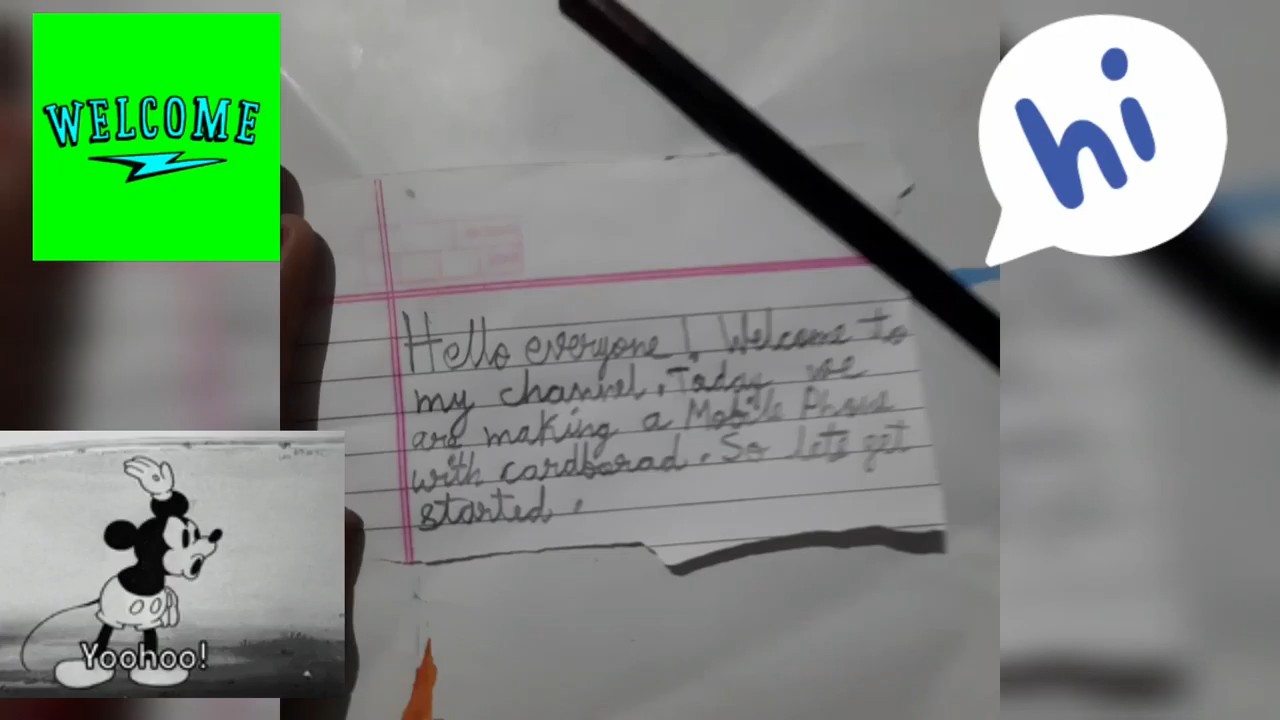 WELCOME
hi
Hello everyone! Welcome to
my channel. Today we
are making a Mobile Phone
with cardborad. So lets get
started.
Yoohoo!